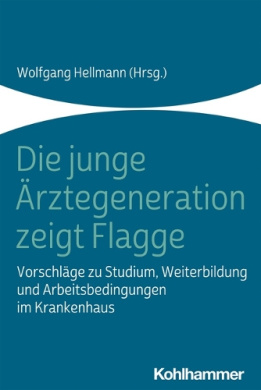 Wolfgang Hellmann (Hrsg.)
Die junge
Ärztegeneration
zeigt Flagge
Vorschläge zu Studium, Weiterbildung
und Arbeitsbedingungen
im Krankenhaus
Kohlhammer